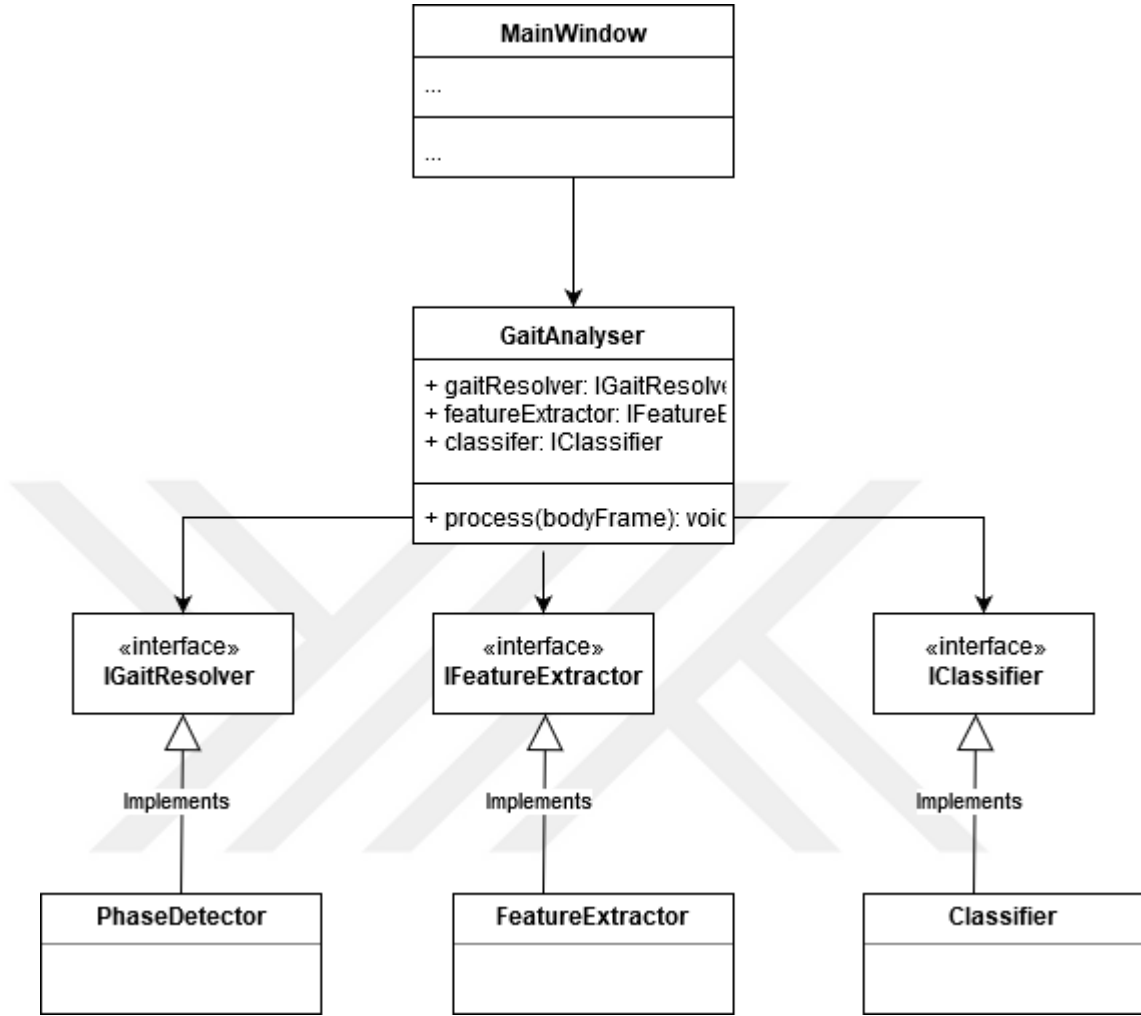 MainWindow
...
...
GaitAnalyser
+ gaitResolver: IGaitResolve
+ featureExtractor: IFeatureE
+ classifer: IClassifier
+ process(bodyFrame): voic
«interface»
IGaitResolver
«interface»
IFeatureExtractor
«interface»
IClassifier
Implements
Implements
Implements
PhaseDetector
FeatureExtractor
Classifier